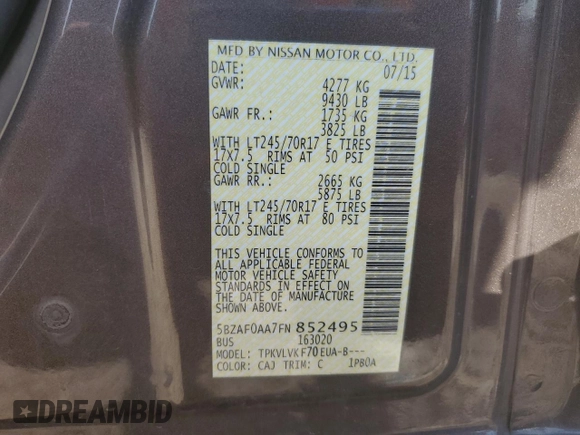 MFD BY NISSAN MOTOR CO., LTD.
DATE: 07/15
GVWR: 4277 KG
9430 LB
GAWR FR.: 1735 KG
3825 LB
WITH LT245/70R17 E TIRES
17X7.5 RIMS AT 50 PSI
COLD SINGLE
GAWR RR.: 2665 KG
5875 LB
WITH LT245/70R17 E TIRES
17X7.5 RIMS AT 80 PSI
COLD SINGLE
THIS VEHICLE CONFORMS TO
ALL APPLICABLE FEDERAL
MOTOR VEHICLE SAFETY
STANDARDS IN EFFECT ON
THE DATE OF MANUFACTURE
SHOWN ABOVE.
5BZAF0AA7FN 852495
BUS 163020
MODEL: TPKVLVKF70EUA-B---
COLOR: CAJ TRIM: C 1PB0A
DREAMBID